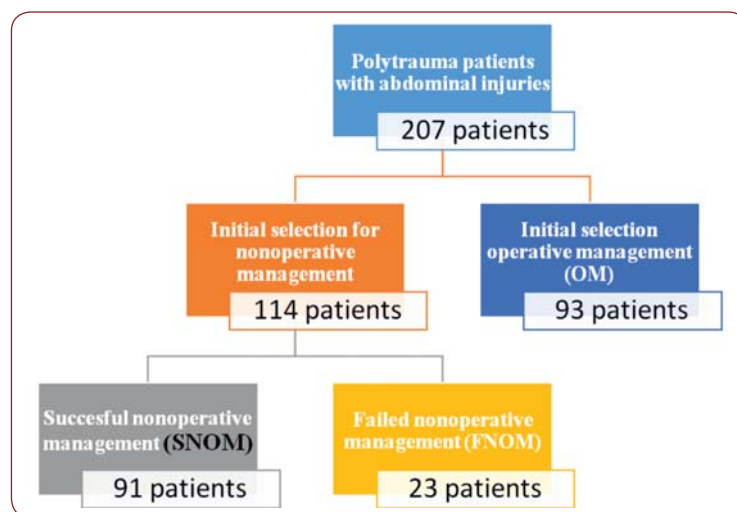 Polytrauma patients
with abdominal injuries
207 patients
Initial selection for
nonoperative
management
114 patients
Initial selection
operative management
(OM)
93 patients
Succesful nonoperative
management (SNOM)
91 patients
Failed nonoperative
management (FNOM)
23 patients